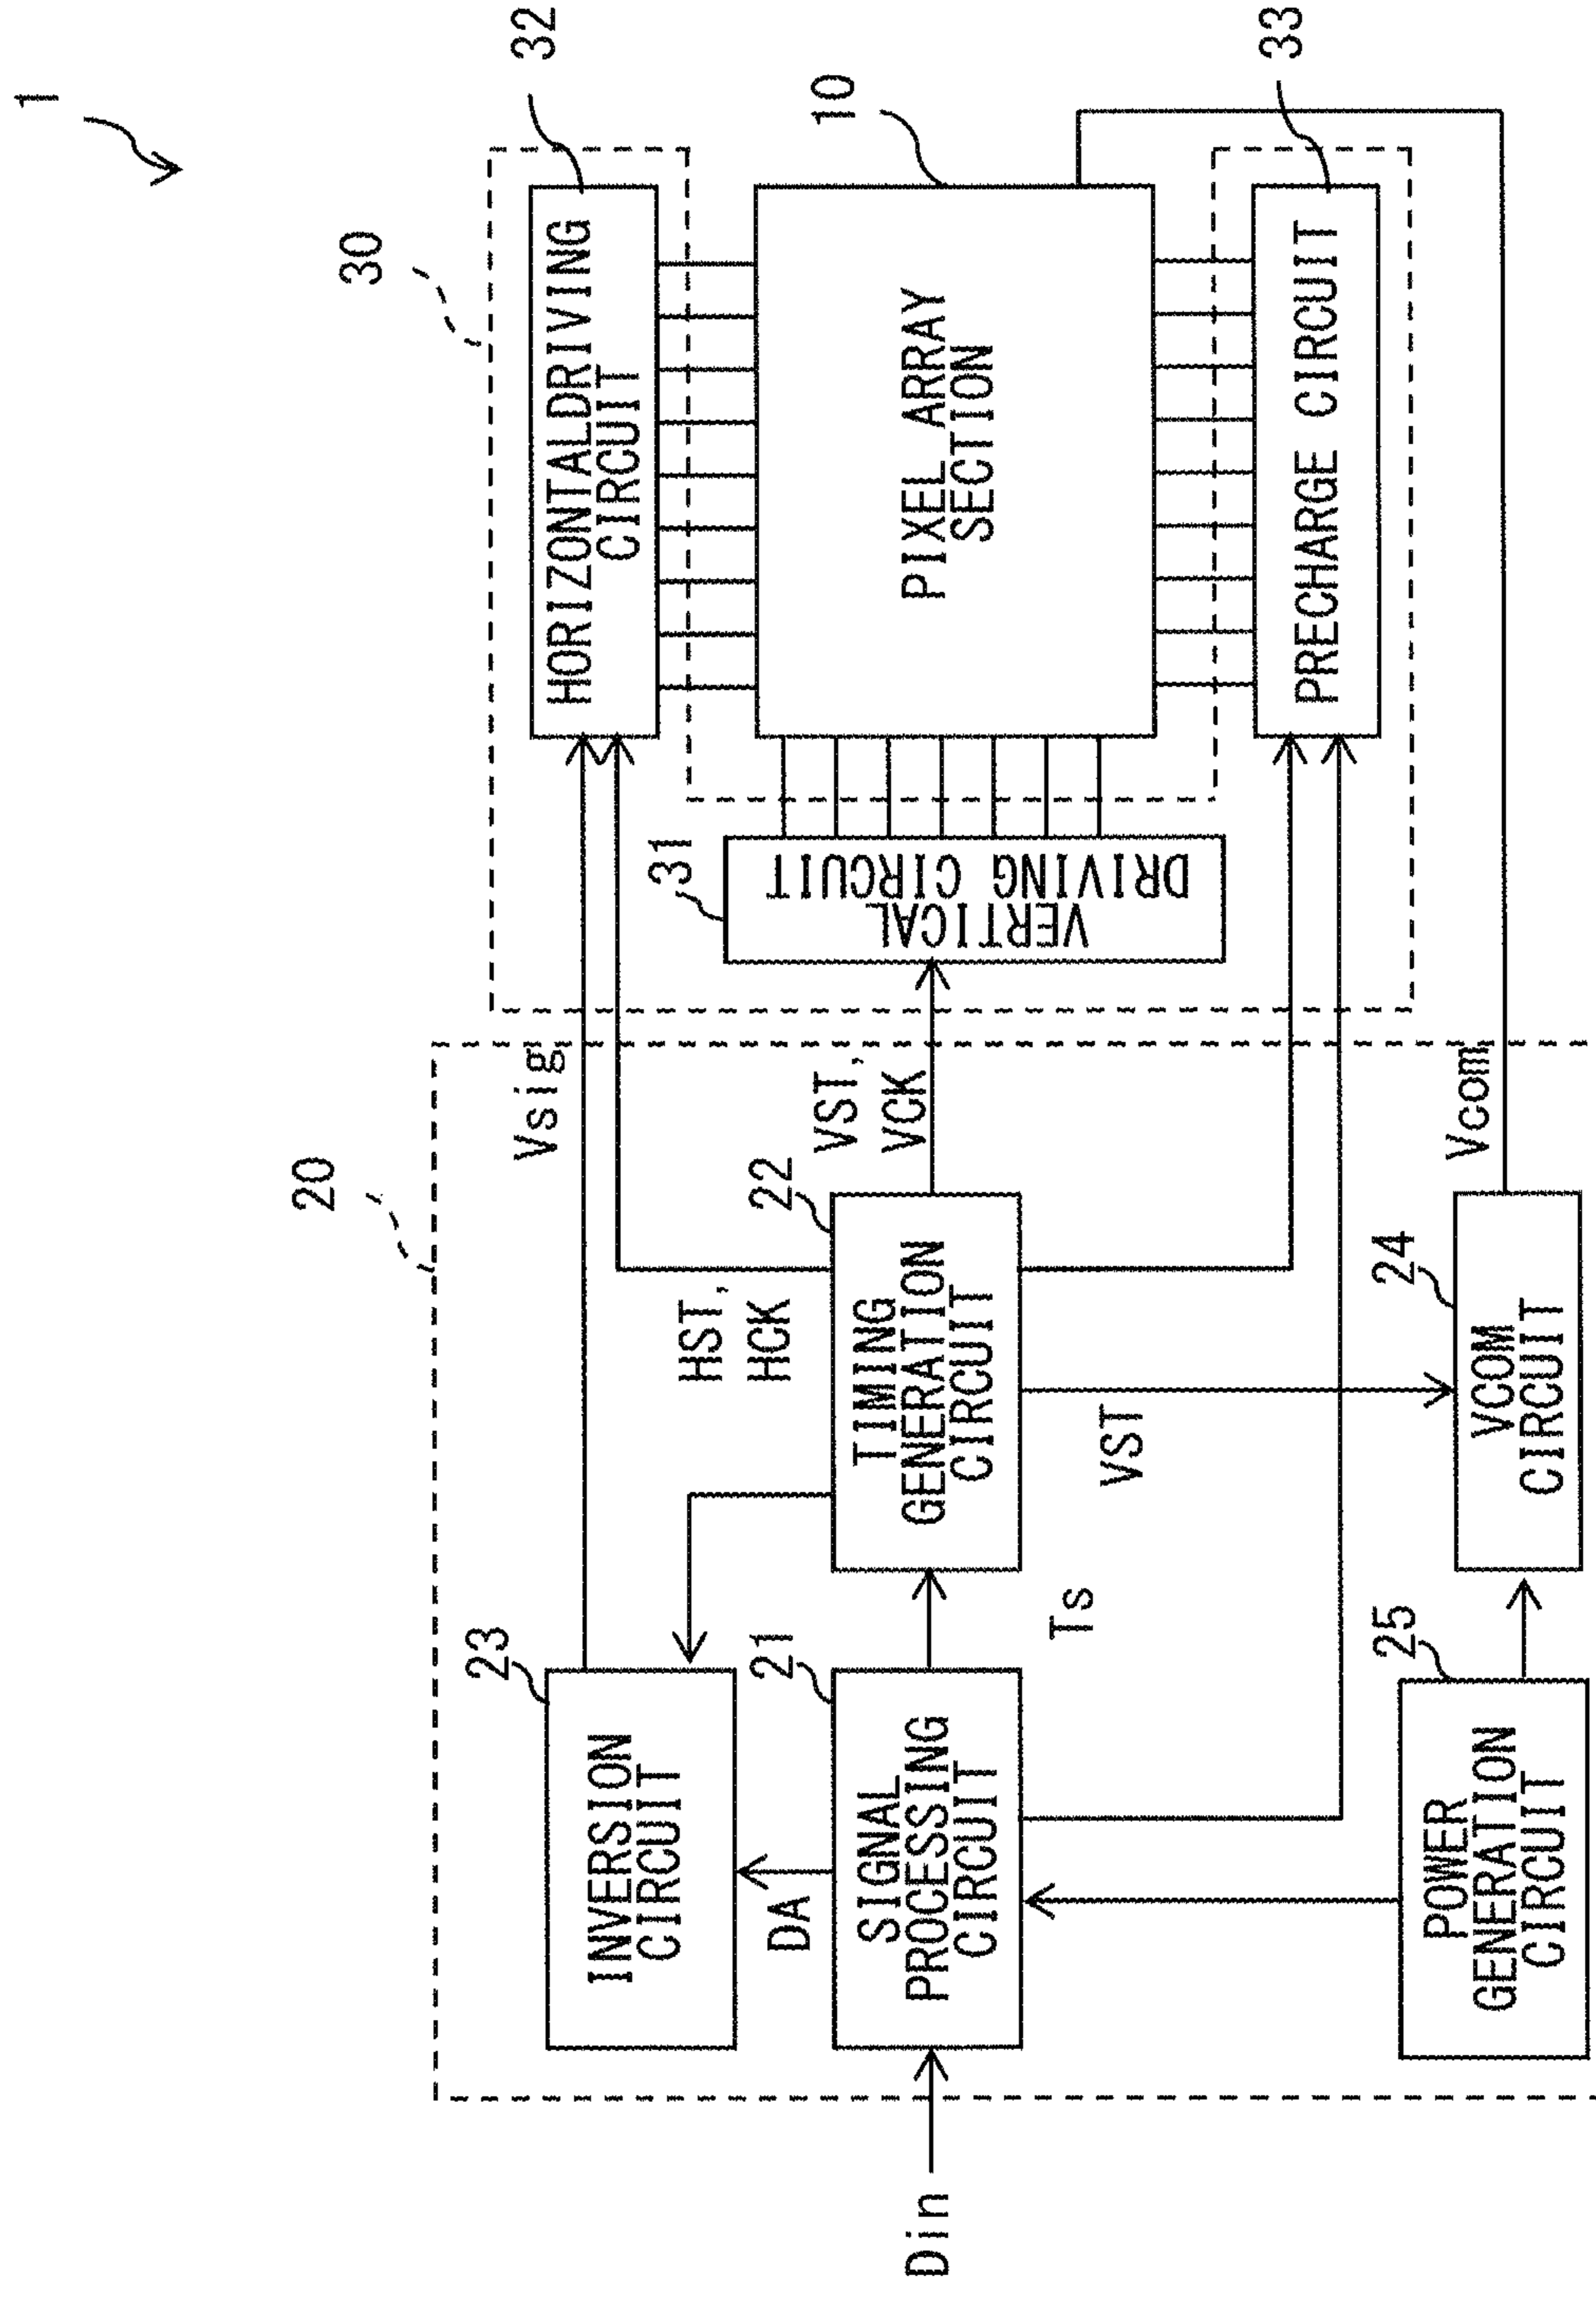 1
30
32
HORIZONTALDRIVING
CIRCUIT
20
Vsig
23
INVERSION
CIRCUIT
HST,
HCK
31
VERTICAL
DRIVING CIRCUIT
10
PIXEL ARRAY
SECTION
DA
21
SIGNAL
PROCESSING
CIRCUIT
Din
22
TIMING
GENERATION
CIRCUIT
VST,
VCK
Ts
VST
33
PRECHARGE CIRCUIT
25
POWER
GENERATION
CIRCUIT
24
VCOM
CIRCUIT
Vcom